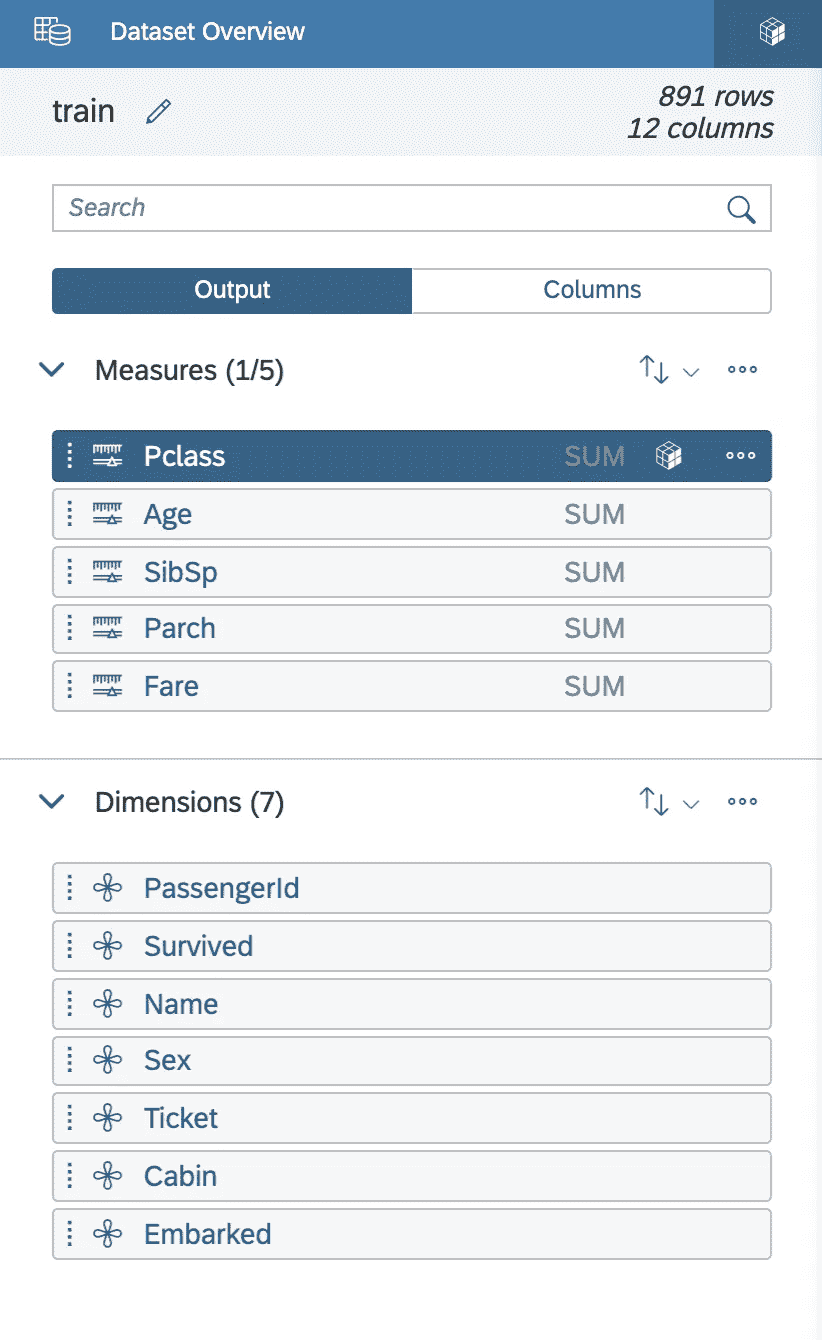 Dataset Overview
train
891 rows
12 columns
Search
Output Columns
Measures (1/5)
Pclass SUM
Age SUM
SibSp SUM
Parch SUM
Fare SUM
Dimensions (7)
PassengerId
Survived
Name
Sex
Ticket
Cabin
Embarked